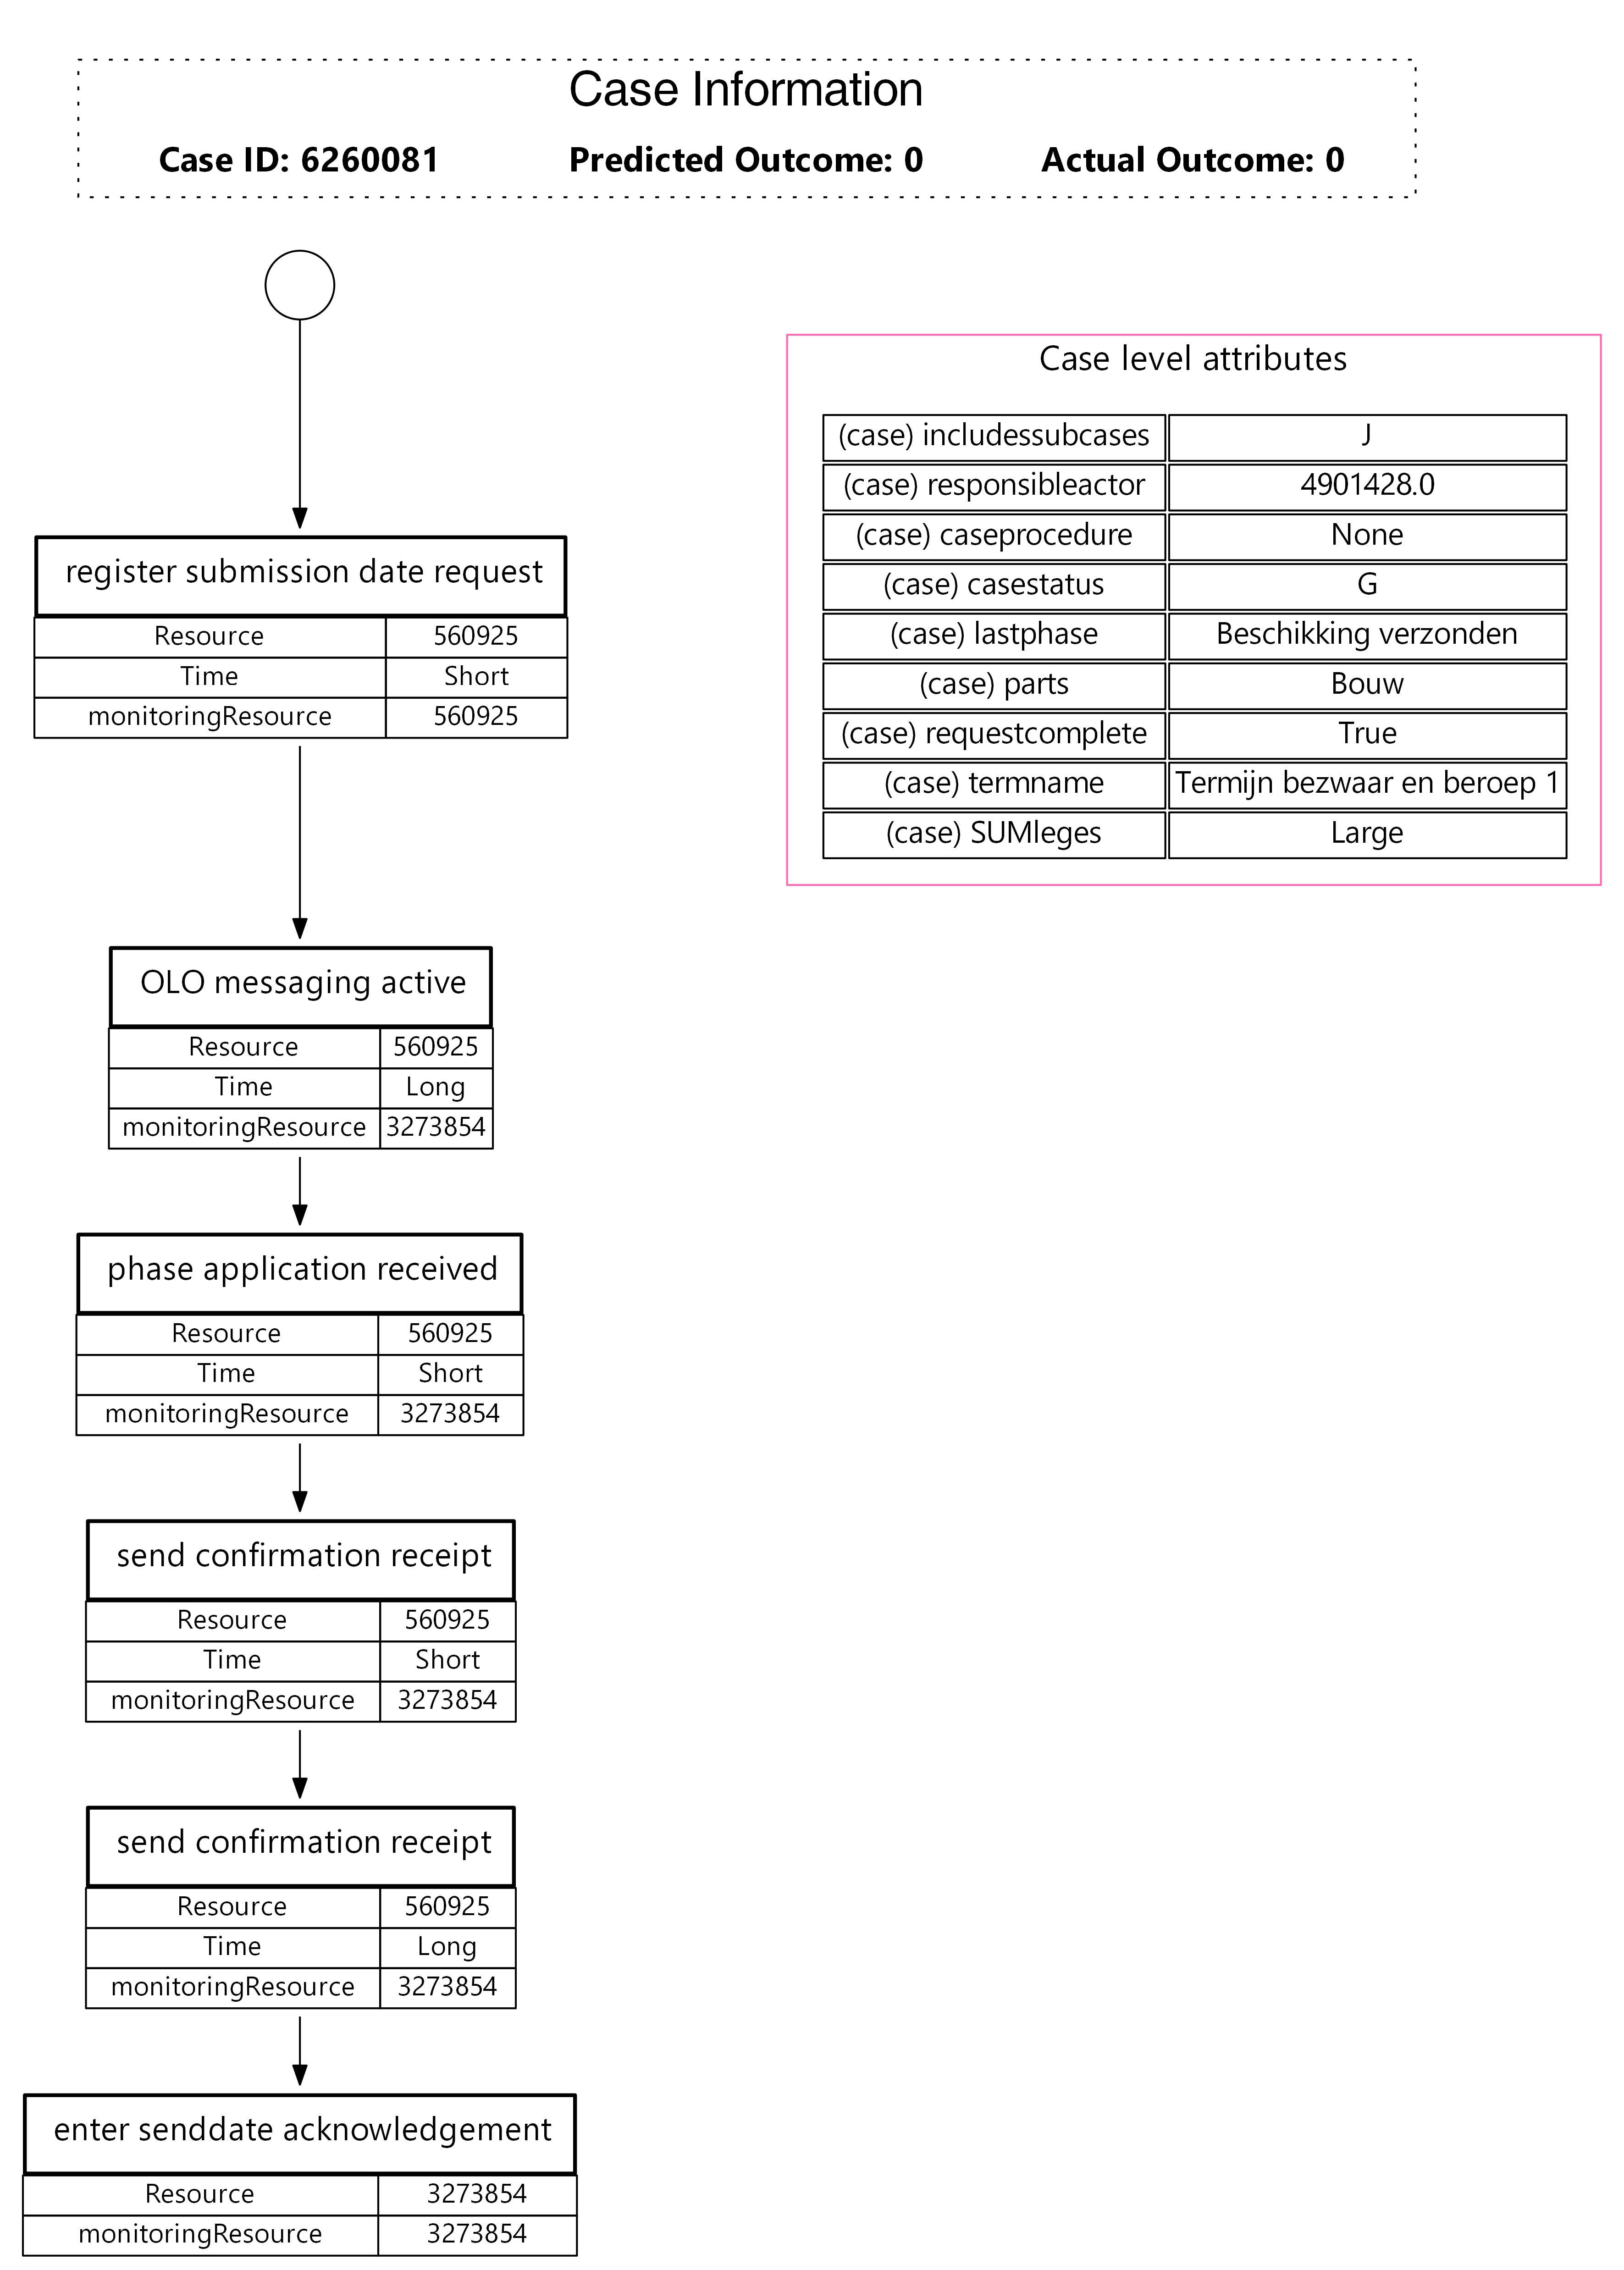 Case Information
Case ID: 6260081 Predicted Outcome: 0 Actual Outcome: 0
Case level attributes
(case) includessubcases J
(case) responsibleactor 4901428.0
(case) caseprocedure None
(case) casestatus G
(case) lastphase Beschikking verzonden
(case) parts Bouw
(case) requestcomplete True
(case) termname Termijn bezwaar en beroep 1
(case) SUMleges Large
register submission date request
Resource 560925
Time Short
monitoringResource 560925
OLO messaging active
Resource 560925
Time Long
monitoringResource 3273854
phase application received
Resource 560925
Time Short
monitoringResource 3273854
send confirmation receipt
Resource 560925
Time Short
monitoringResource 3273854
send confirmation receipt
Resource 560925
Time Long
monitoringResource 3273854
enter senddate acknowledgement
Resource 3273854
monitoringResource 3273854